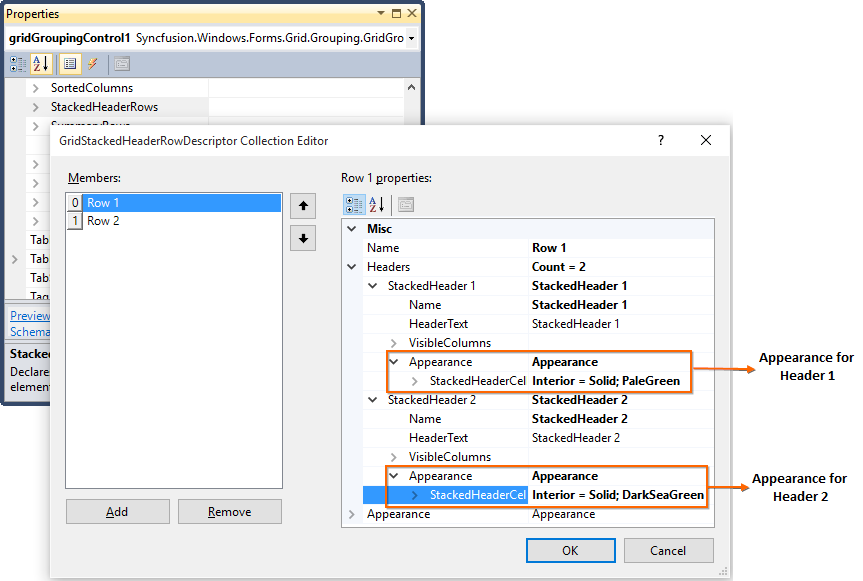 Properties
gridGroupingControl1 Syncfusion.Windows.Forms.Grid.Grouping.GridGro
SortedColumns
StackedHeaderRows
GridStackedHeaderRowDescriptor Collection Editor
?
Members:
Row 1 properties:
0 Row 1
1 Row 2
Misc
Name Row 1
Headers Count = 2
StackedHeader 1 StackedHeader 1
Name StackedHeader 1
HeaderText StackedHeader 1
VisibleColumns
Appearance Appearance
StackedHeaderCel Interior = Solid; PaleGreen
StackedHeader 2 StackedHeader 2
Name StackedHeader 2
HeaderText StackedHeader 2
VisibleColumns
Appearance Appearance
StackedHeaderCel Interior = Solid; DarkSeaGreen
Appearance Appearance
Tab
Tab
Tab
Tag
Preview
Schema
Stacked
Declare
element
Add
Remove
OK
Cancel
Appearance for
Header 1
Appearance for
Header 2